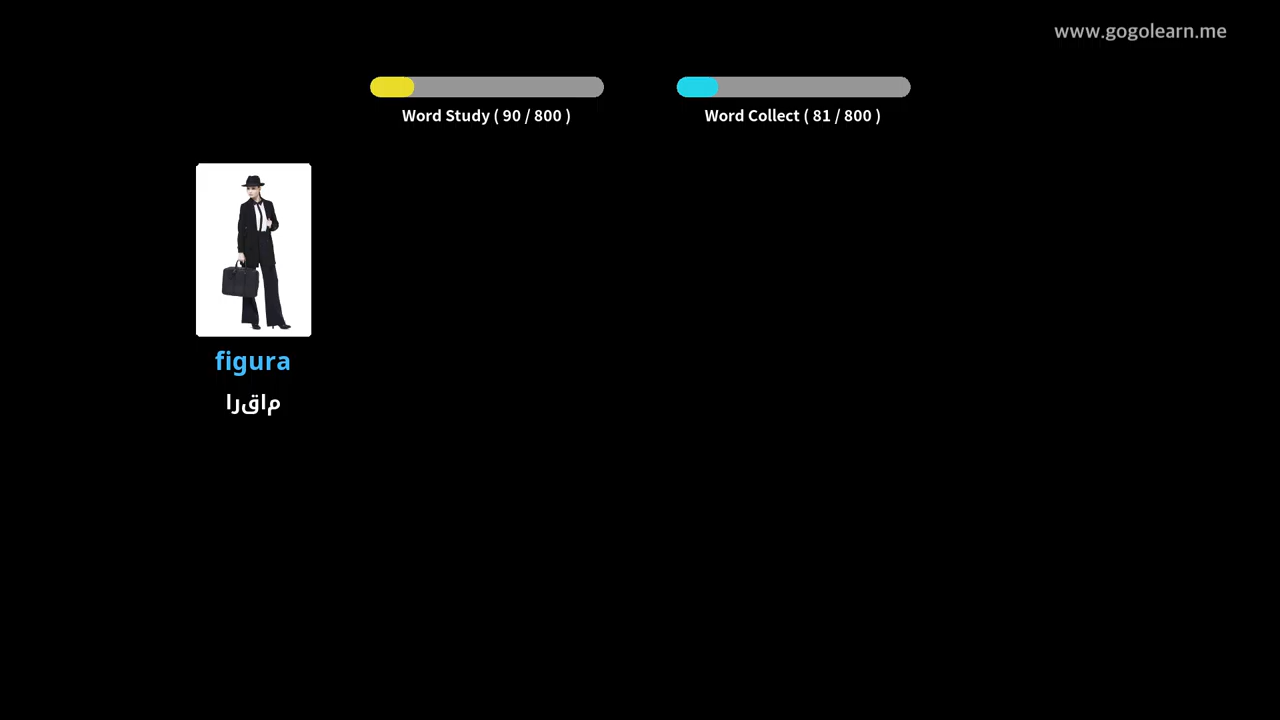 www.gogolearn.me
Word Study ( 90 / 800 )
Word Collect ( 81 / 800 )
figura
ماقرا